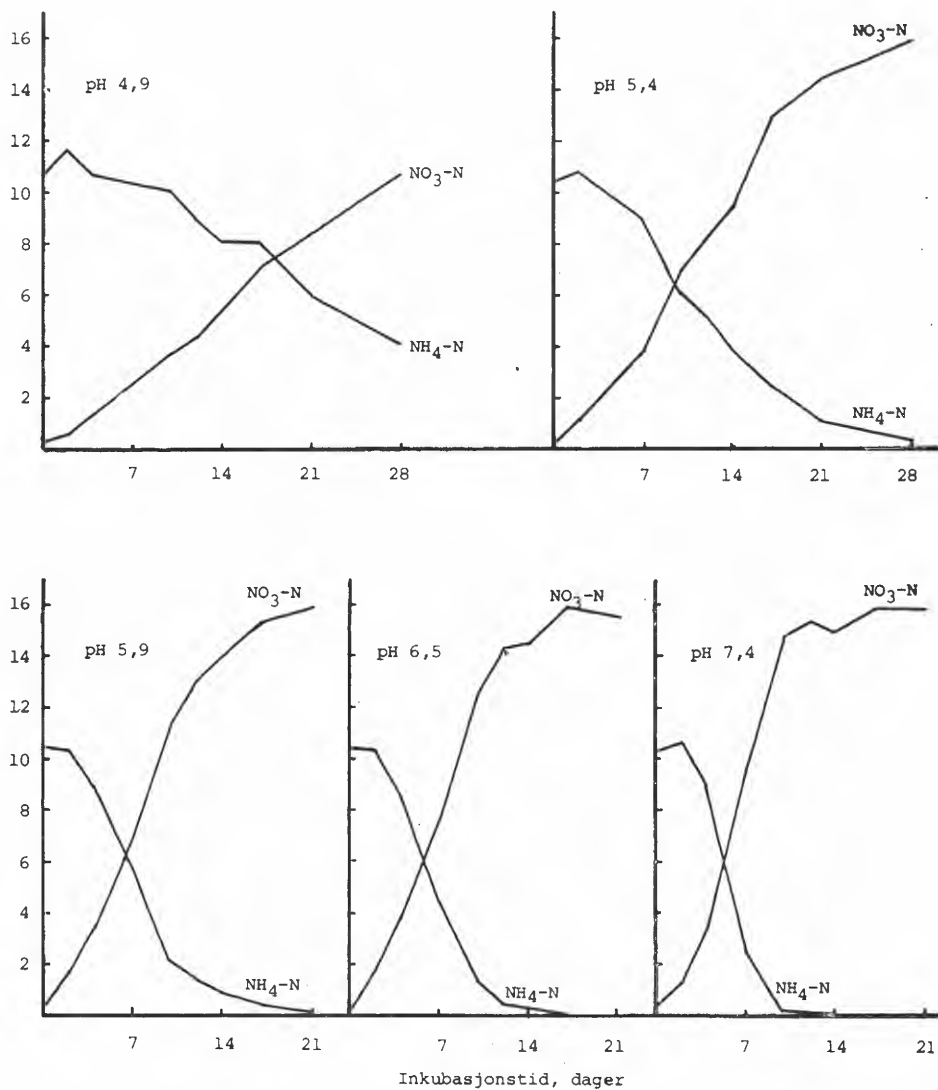 NO3-N
NO3-N
16
14
12
10
8
6
4
2
pH 4,9
pH 5,4
NH4-N
NH4-N
7 14 21 28
7 14 21 28
NO3-N
NO3-N
NO3-N
16
14
12
10
8
6
4
2
pH 5,9
pH 6,5
pH 7,4
NH4-N
NH4-N
NH4-N
7 14 21
7 14 21
7 14 21
Inkubasjonstid, dager